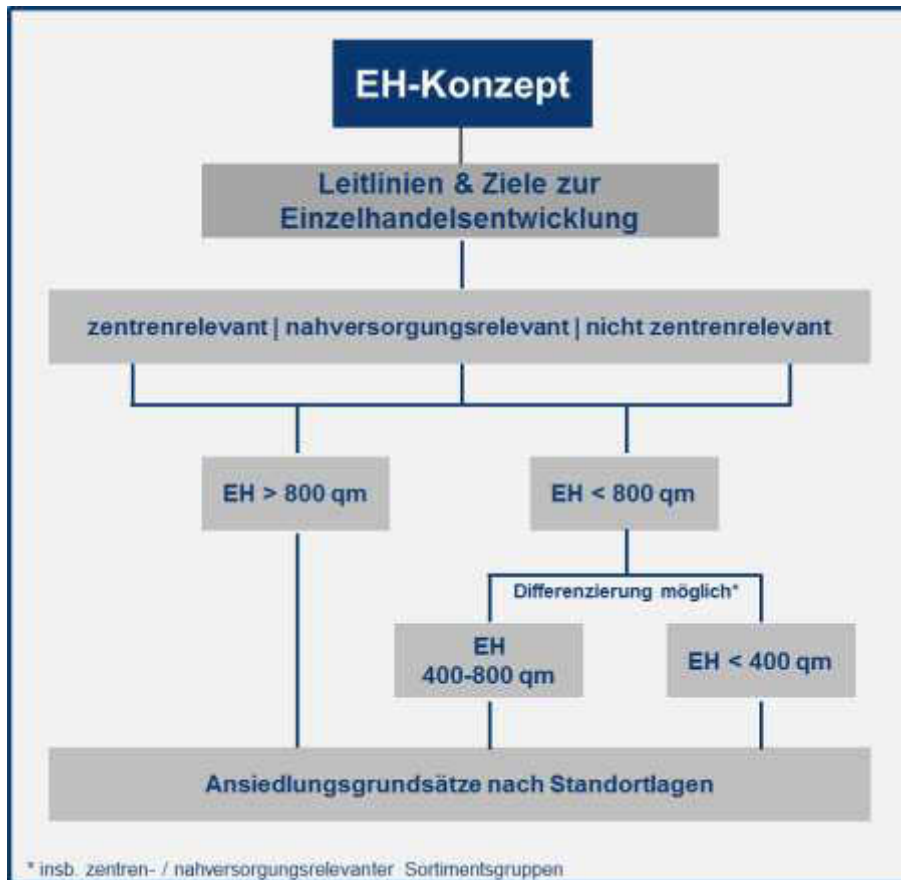 EH-Konzept
Leitlinien & Ziele zur
Einzelhandelsentwicklung
zentrenrelevant | nahversorgungsrelevant | nicht zentrenrelevant
EH > 800 qm
EH < 800 qm
Differenzierung möglich*
EH
400-800 qm
EH < 400 qm
Ansiedlungsgrundsätze nach Standortlagen
* insb. zentren- / nahversorgungsrelevanter Sortimentsgruppen